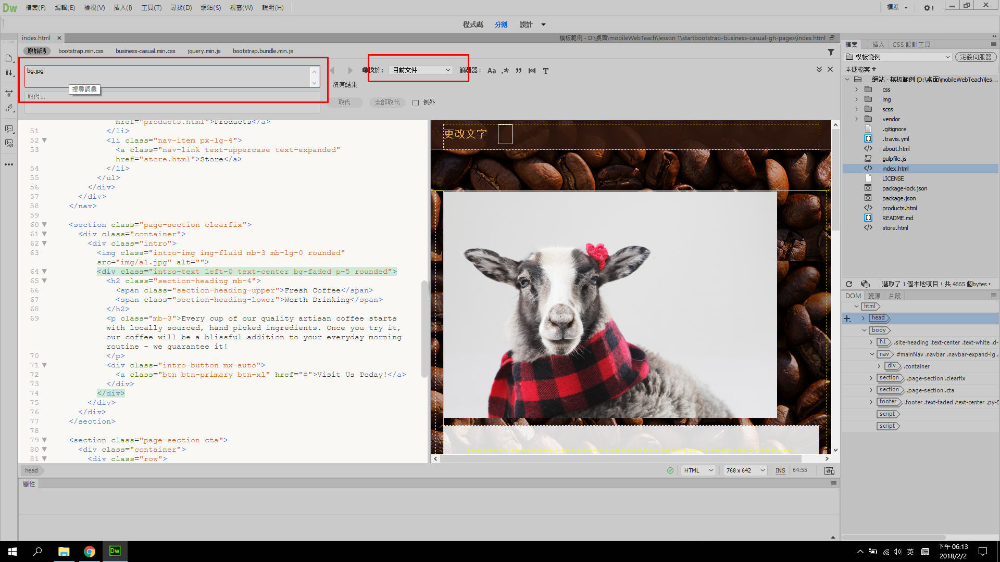 Dw 檔案(F) 編輯(E) 檢視(V) 插入(I) 工具(T) 尋找(D) 網站(S) 視窗(W) 說明(H) 標準
程式碼 分割 設計
index.html 模板範例 - D:\桌面\mobileWebTeach\lesson 1\startbootstrap-business-casual-gh-pages\index.html
原始碼 bootstrap.min.css business-casual.min.css jquery.min.js bootstrap.bundle.min.js
bg.jpg
搜尋詞彙
取代...
尋找於： 目前文件 篩選器：
沒有結果
取代 全部取代 例外
href="products.html">Products</a>
51 </li>
52 <li class="nav-item px-lg-4">
53 <a class="nav-link text-uppercase text-expanded"
href="store.html">Store</a>
54 </li>
55 </ul>
56 </div>
57 </div>
58 </nav>
59
60 <section class="page-section clearfix">
61 <div class="container">
62 <div class="intro">
63 <img class="intro-img img-fluid mb-3 mb-lg-0 rounded"
src="img/a1.jpg" alt="">
64 <div class="intro-text left-0 text-center bg-faded p-5 rounded">
65 <h2 class="section-heading mb-4">
66 <span class="section-heading-upper">Fresh Coffee</span>
67 <span class="section-heading-lower">Worth Drinking</span>
68 </h2>
69 <p class="mb-3">Every cup of our quality artisan coffee starts
with locally sourced, hand picked ingredients. Once you try it,
our coffee will be a blissful addition to your everyday morning
routine - we guarantee it!
70 </p>
71 <div class="intro-button mx-auto">
72 <a class="btn btn-primary btn-xl" href="#">Visit Us Today!</a>
73 </div>
74 </div>
75 </div>
76 </div>
77 </section>
78
79 <section class="page-section cta">
80 <div class="container">
81 <div class="row">
更改文字
head
HTML 768 x 642 INS 64:55
屬性
檔案 插入 CSS 設計工具
模板範例 定義伺服器
本機檔案
網站 - 模板範例 (D:\桌面\mobileWebTeach\les...
css
img
scss
vendor
.gitignore
.travis.yml
about.html
gulpfile.js
index.html
LICENSE
package-lock.json
package.json
products.html
README.md
store.html
選取了 1 個本地項目，共 4665 個bytes。
DOM 資源 片段
html
head
body
h1 .site-heading .text-center .text-white .d-
nav #mainNav .navbar .navbar-expand-lg .
div .container
section .page-section .clearfix
section .page-section .cta
footer .footer .text-faded .text-center .py-5
script
script
Dw
英
下午 06:13
2018/2/2